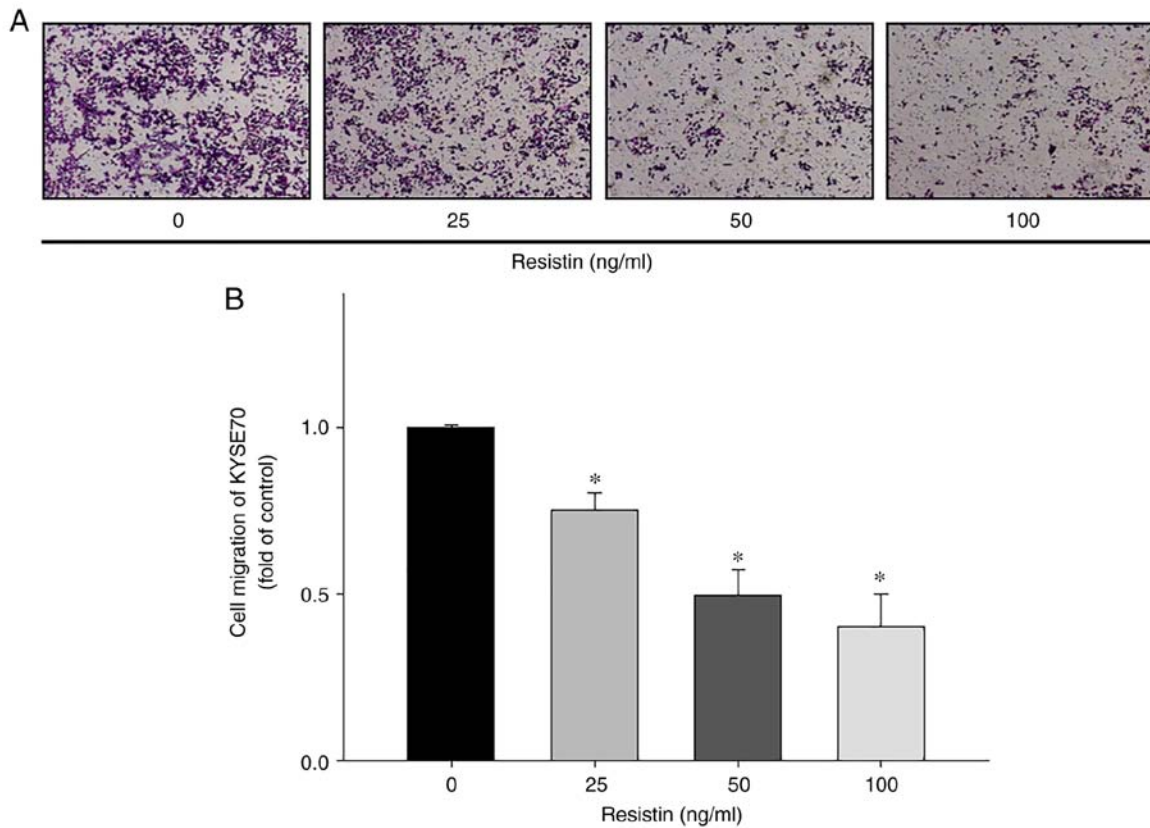 A
0 25 50 100
Resistin (ng/ml)
B
Cell migration of KYSE70
(fold of control)
1.0
0.5
0.0
*
*
*
0 25 50 100
Resistin (ng/ml)